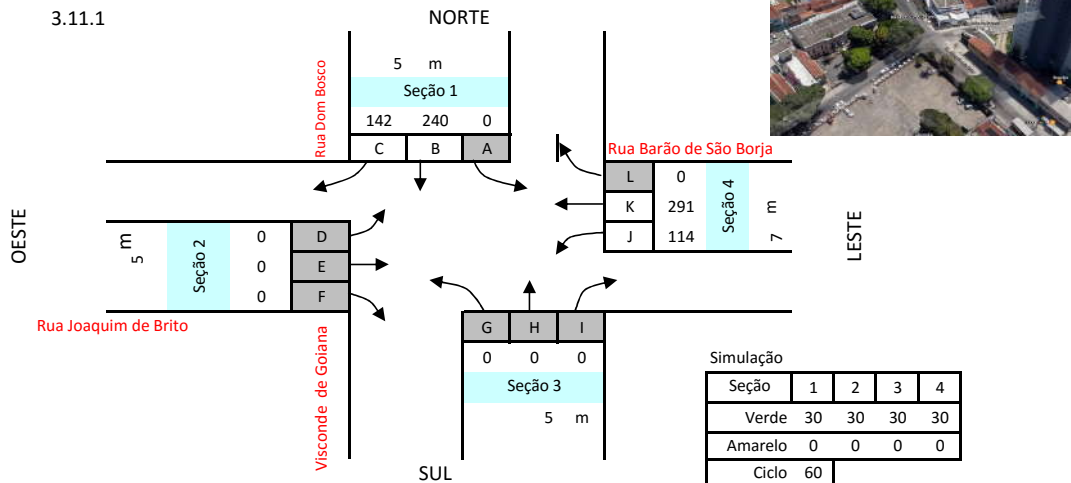 3.11.1
NORTE
5 m
Rua Dom Bosco
Seção 1
142 240 0
C B A
Rua Barão de São Borja
L 0
K 291
J 114
Seção 4
7 m
OESTE
LESTE
5 m
Seção 2
0 D
0 E
0 F
Rua Joaquim de Brito
Visconde de Goiana
G H I
0 0 0
Seção 3
5 m
SUL
Simulação
Seção 1 2 3 4
Verde 30 30 30 30
Amarelo 0 0 0 0
Ciclo 60